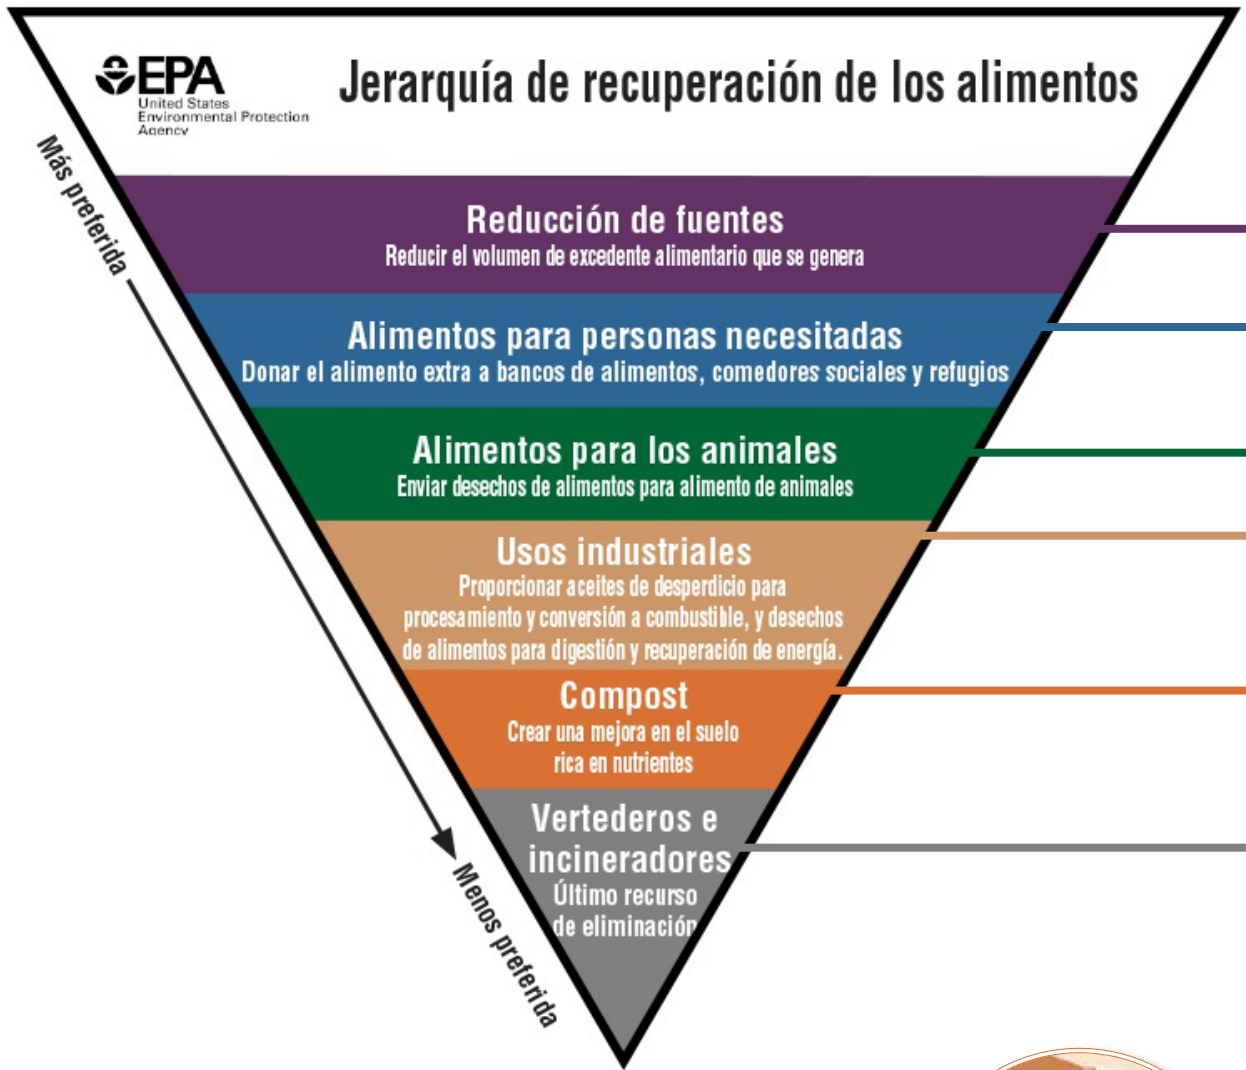 EPA
United States
Environmental Protection
Agency
Jerarquía de recuperación de los alimentos
Más preferida
Reducción de fuentes
Reducir el volumen de excedente alimentario que se genera
Alimentos para personas necesitadas
Donar el alimento extra a bancos de alimentos, comedores sociales y refugios
Alimentos para los animales
Enviar desechos de alimentos para alimento de animales
Usos industriales
Proporcionar aceites de desperdicio para
procesamiento y conversión a combustible, y desechos
de alimentos para digestión y recuperación de energía.
Compost
Crear una mejora en el suelo
rica en nutrientes
Vertederos e
incineradores
Último recurso
de eliminación
Menos preferida